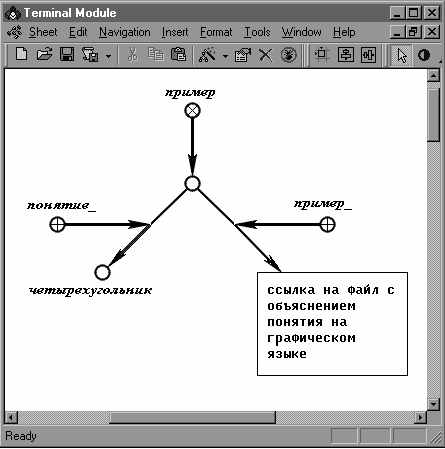 Terminal Module
Sheet Edit Navigation Insert Format Tools Window Help
пример
понятие_
пример_
четырехугольник
ссылка на файл с
объяснением
понятия на
графическом
языке
Ready